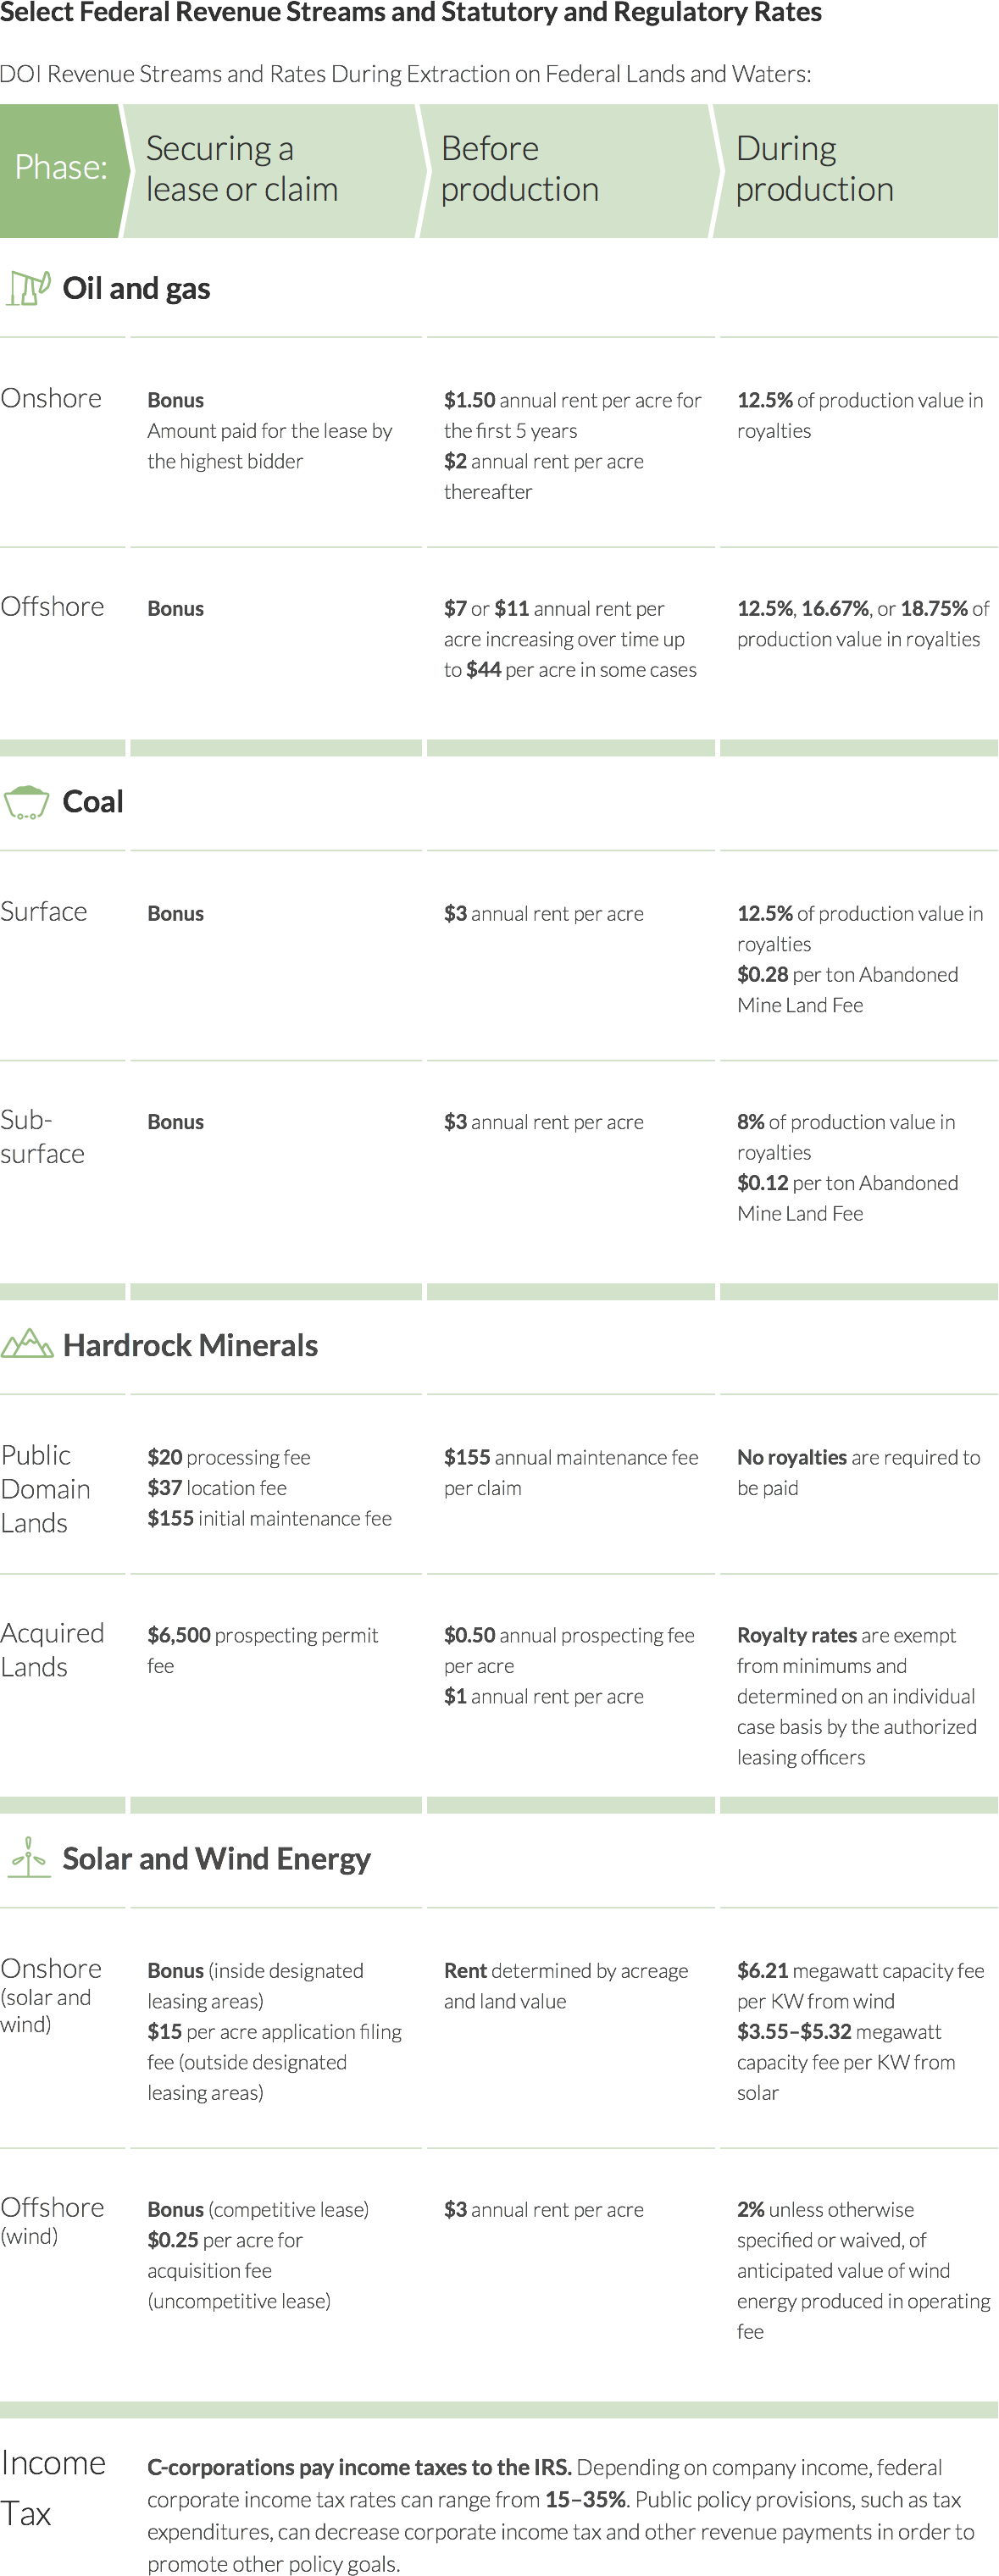 Select Federal Revenue Streams and Statutory and Regulatory Rates
DOI Revenue Streams and Rates During Extraction on Federal Lands and Waters:
Phase:
Securing a
lease or claim
Before
production
During
production
Oil and gas
Onshore
Bonus
Amount paid for the lease by
the highest bidder
$1.50 annual rent per acre for
the first 5 years
$2 annual rent per acre
thereafter
12.5% of production value in
royalties
Offshore
Bonus
$7 or $11 annual rent per
acre increasing over time up
to $44 per acre in some cases
12.5%, 16.67%, or 18.75% of
production value in royalties
Coal
Surface
Bonus
$3 annual rent per acre
12.5% of production value in
royalties
$0.28 per ton Abandoned
Mine Land Fee
Sub-
surface
Bonus
$3 annual rent per acre
8% of production value in
royalties
$0.12 per ton Abandoned
Mine Land Fee
Hardrock Minerals
Public
Domain
Lands
$20 processing fee
$37 location fee
$155 initial maintenance fee
$155 annual maintenance fee
per claim
No royalties are required to
be paid
Acquired
Lands
$6,500 prospecting permit
fee
$0.50 annual prospecting fee
per acre
$1 annual rent per acre
Royalty rates are exempt
from minimums and
determined on an individual
case basis by the authorized
leasing officers
Solar and Wind Energy
Onshore
(solar and
wind)
Bonus (inside designated
leasing areas)
$15 per acre application filing
fee (outside designated
leasing areas)
Rent determined by acreage
and land value
$6.21 megawatt capacity fee
per KW from wind
$3.55–$5.32 megawatt
capacity fee per KW from
solar
Offshore
(wind)
Bonus (competitive lease)
$0.25 per acre for
acquisition fee
(uncompetitive lease)
$3 annual rent per acre
2% unless otherwise
specified or waived, of
anticipated value of wind
energy produced in operating
fee
Income
Tax
C-corporations pay income taxes to the IRS. Depending on company income, federal
corporate income tax rates can range from 15–35%. Public policy provisions, such as tax
expenditures, can decrease corporate income tax and other revenue payments in order to
promote other policy goals.